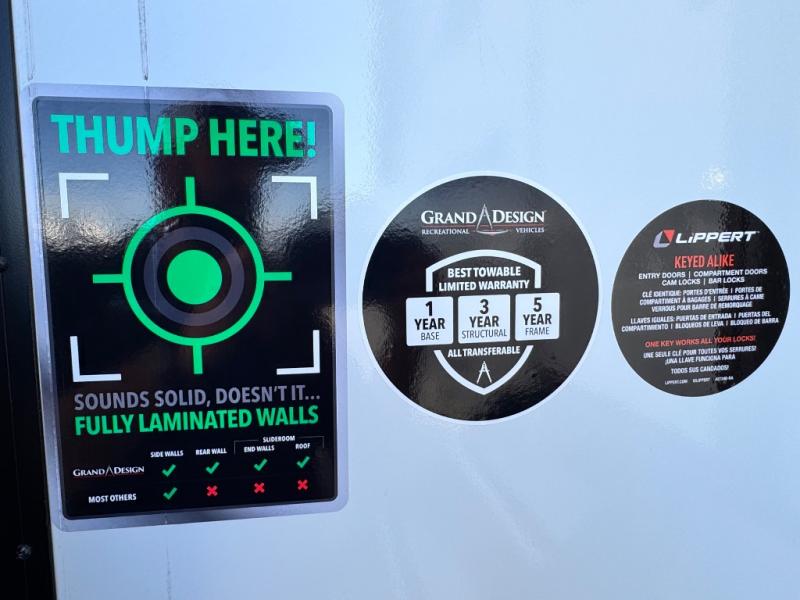 THUMP HERE!
SOUNDS SOLID, DOESN'T IT...
FULLY LAMINATED WALLS
SLIDEROOM
SIDE WALLS REAR WALL END WALLS ROOF
GRAND DESIGN ✓ ✓ ✓ ✓
MOST OTHERS ✓ ✗ ✗ ✗
GRAND DESIGN
RECREATIONAL VEHICLES
BEST TOWABLE
LIMITED WARRANTY
1 YEAR BASE
3 YEAR STRUCTURAL
5 YEAR FRAME
ALL TRANSFERABLE
LIPPERT
KEYED ALIKE
ENTRY DOORS | COMPARTMENT DOORS
CAM LOCKS | BAR LOCKS
CLÉ IDENTIQUE: PORTES D'ENTRÉE | PORTES DE
COMPARTIMENT À BAGAGES | SERRURES À CAME
VERROUS POUR BARRE DE REMORQUAGE
LLAVES IGUALES: PUERTAS DE ENTRADA | PUERTAS DEL
COMPARTIMIENTO | BLOQUEOS DE LEVA | BLOQUEO DE BARRA
ONE KEY WORKS ALL YOUR LOCKS!
UNE SEULE CLÉ POUR TOUTES VOS SERRURES!
¡UNA LLAVE FUNCIONA PARA
TODOS SUS CANDADOS!
LIPPERT.COM